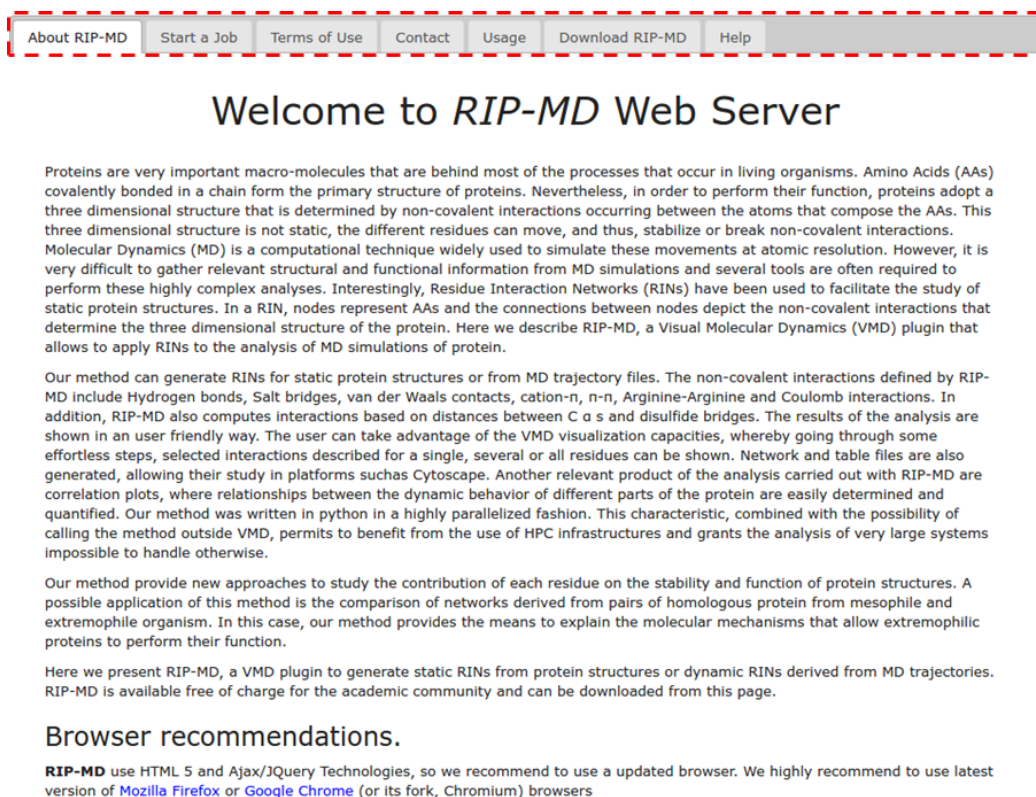 About RIP-MD Start a Job Terms of Use Contact Usage Download RIP-MD Help
Welcome to RIP-MD Web Server
Proteins are very important macro-molecules that are behind most of the processes that occur in living organisms. Amino Acids (AAs)
covalently bonded in a chain form the primary structure of proteins. Nevertheless, in order to perform their function, proteins adopt a
three dimensional structure that is determined by non-covalent interactions occurring between the atoms that compose the AAs. This
three dimensional structure is not static, the different residues can move, and thus, stabilize or break non-covalent interactions.
Molecular Dynamics (MD) is a computational technique widely used to simulate these movements at atomic resolution. However, it is
very difficult to gather relevant structural and functional information from MD simulations and several tools are often required to
perform these highly complex analyses. Interestingly, Residue Interaction Networks (RINs) have been used to facilitate the study of
static protein structures. In a RIN, nodes represent AAs and the connections between nodes depict the non-covalent interactions that
determine the three dimensional structure of the protein. Here we describe RIP-MD, a Visual Molecular Dynamics (VMD) plugin that
allows to apply RINs to the analysis of MD simulations of protein.
Our method can generate RINs for static protein structures or from MD trajectory files. The non-covalent interactions defined by RIP-
MD include Hydrogen bonds, Salt bridges, van der Waals contacts, cation-π, π-π, Arginine-Arginine and Coulomb interactions. In
addition, RIP-MD also computes interactions based on distances between C α s and disulfide bridges. The results of the analysis are
shown in an user friendly way. The user can take advantage of the VMD visualization capacities, whereby going through some
effortless steps, selected interactions described for a single, several or all residues can be shown. Network and table files are also
generated, allowing their study in platforms suchas Cytoscape. Another relevant product of the analysis carried out with RIP-MD are
correlation plots, where relationships between the dynamic behavior of different parts of the protein are easily determined and
quantified. Our method was written in python in a highly parallelized fashion. This characteristic, combined with the possibility of
calling the method outside VMD, permits to benefit from the use of HPC infrastructures and grants the analysis of very large systems
impossible to handle otherwise.
Our method provide new approaches to study the contribution of each residue on the stability and function of protein structures. A
possible application of this method is the comparison of networks derived from pairs of homologous protein from mesophile and
extremophile organism. In this case, our method provides the means to explain the molecular mechanisms that allow extremophilic
proteins to perform their function.
Here we present RIP-MD, a VMD plugin to generate static RINs from protein structures or dynamic RINs derived from MD trajectories.
RIP-MD is available free of charge for the academic community and can be downloaded from this page.
Browser recommendations.
RIP-MD use HTML 5 and Ajax/JQuery Technologies, so we recommend to use a updated browser. We highly recommend to use latest
version of Mozilla Firefox or Google Chrome (or its fork, Chromium) browsers